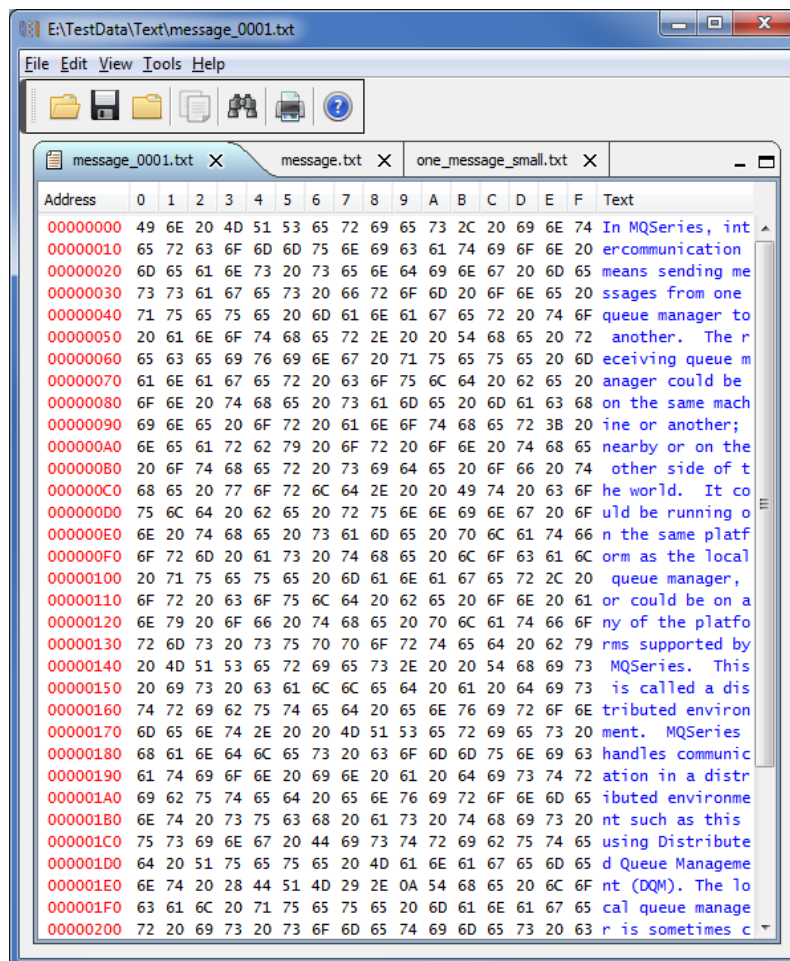 E:\TestData\Text\message_0001.txt
File Edit View Tools Help
message_0001.txt message.txt one_message_small.txt
Address 0 1 2 3 4 5 6 7 8 9 A B C D E F Text
00000000 49 6E 20 4D 51 53 65 72 69 65 73 2C 20 69 6E 74 In MQSeries, int
00000010 65 72 63 6F 6D 6D 75 6E 69 63 61 74 69 6F 6E 20 ercommunication
00000020 6D 65 61 6E 73 20 73 65 6E 64 69 6E 67 20 6D 65 means sending me
00000030 73 73 61 67 65 73 20 66 72 6F 6D 20 6F 6E 65 20 ssages from one
00000040 71 75 65 75 65 20 6D 61 6E 61 67 65 72 20 74 6F queue manager to
00000050 20 61 6E 6F 74 68 65 72 2E 20 20 54 68 65 20 72 another.  The r
00000060 65 63 65 69 76 69 6E 67 20 71 75 65 75 65 20 6D eceiving queue m
00000070 61 6E 61 67 65 72 20 63 6F 75 6C 64 20 62 65 20 anager could be
00000080 6F 6E 20 74 68 65 20 73 61 6D 65 20 6D 61 63 68 on the same mach
00000090 69 6E 65 20 6F 72 20 61 6E 6F 74 68 65 72 3B 20 ine or another;
000000A0 6E 65 61 72 62 79 20 6F 72 20 6F 6E 20 74 68 65 nearby or on the
000000B0 20 6F 74 68 65 72 20 73 69 64 65 20 6F 66 20 74 other side of t
000000C0 68 65 20 77 6F 72 6C 64 2E 20 20 49 74 20 63 6F he world.  It co
000000D0 75 6C 64 20 62 65 20 72 75 6E 6E 69 6E 67 20 6F uld be running o
000000E0 6E 20 74 68 65 20 73 61 6D 65 20 70 6C 61 74 66 n the same platf
000000F0 6F 72 6D 20 61 73 20 74 68 65 20 6C 6F 63 61 6C orm as the local
00000100 20 71 75 65 75 65 20 6D 61 6E 61 67 65 72 2C 20 queue manager,
00000110 6F 72 20 63 6F 75 6C 64 20 62 65 20 6F 6E 20 61 or could be on a
00000120 6E 79 20 6F 66 20 74 68 65 20 70 6C 61 74 66 6F ny of the platfo
00000130 72 6D 73 20 73 75 70 70 6F 72 74 65 64 20 62 79 rms supported by
00000140 20 4D 51 53 65 72 69 65 73 2E 20 20 54 68 69 73 MQSeries.  This
00000150 20 69 73 20 63 61 6C 6C 65 64 20 61 20 64 69 73 is called a dis
00000160 74 72 69 62 75 74 65 64 20 65 6E 76 69 72 6F 6E tributed environ
00000170 6D 65 6E 74 2E 20 20 4D 51 53 65 72 69 65 73 20 ment.  MQSeries
00000180 68 61 6E 64 6C 65 73 20 63 6F 6D 6D 75 6E 69 63 handles communic
00000190 61 74 69 6F 6E 20 69 6E 20 61 20 64 69 73 74 72 ation in a distr
000001A0 69 62 75 74 65 64 20 65 6E 76 69 72 6F 6E 6D 65 ibuted environme
000001B0 6E 74 20 73 75 63 68 20 61 73 20 74 68 69 73 20 nt such as this
000001C0 75 73 69 6E 67 20 44 69 73 74 72 69 62 75 74 65 using Distribute
000001D0 64 20 51 75 65 75 65 20 4D 61 6E 61 67 65 6D 65 d Queue Manageme
000001E0 6E 74 20 28 44 51 4D 29 2E 0A 54 68 65 20 6C 6F nt (DQM). The lo
000001F0 63 61 6C 20 71 75 65 75 65 20 6D 61 6E 61 67 65 cal queue manage
00000200 72 20 69 73 20 73 6F 6D 65 74 69 6D 65 73 20 63 r is sometimes c